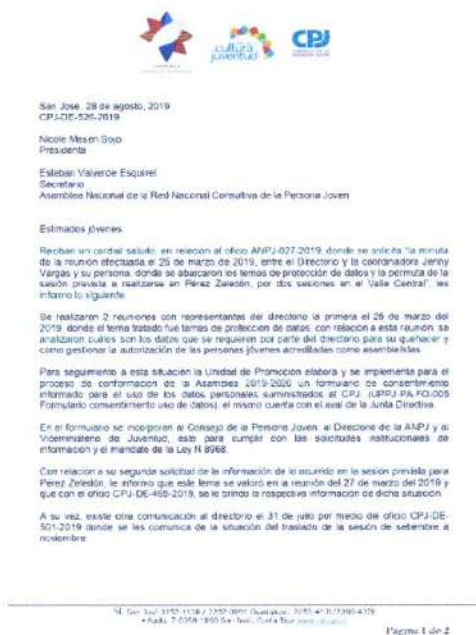 cultura
juventud
CPJ
San José, 28 de agosto, 2019
CPJ-DE-526-2019
Nicole Mesén Sojo
Presidenta
Esteban Valverde Esquivel
Secretario
Asamblea Nacional de la Red Nacional Consultiva de la Persona Joven
Estimados jóvenes:
Reciban un cordial saludo, en relación al oficio ANPJ-027-2019, donde se solicita "la minuta
de la reunión efectuada el 25 de marzo de 2019, entre el Directorio y la coordinadora Jenny
Vargas y su persona, donde se abarcaron los temas de protección de datos y la permuta de la
sesión prevista a realizarse en Pérez Zeledón, por dos sesiones en el Valle Central", les
informo lo siguiente
Se realizaron 2 reuniones con representantes del directorio la primera el 25 de marzo del
2019, donde el tema tratado fue temas de protección de datos, con relación a esta reunión, se
analizaron cuáles son los datos que se requieren por parte del directorio para su quehacer y
como gestionar la autorización de las personas jóvenes acreditadas como asambleístas.
Para seguimiento a esta situación la Unidad de Promoción elabora y se implementa para el
proceso de conformación de la Asamblea 2019-2020 un formulario de consentimiento
informado para el uso de los datos personales suministrados al CPJ, (UPPJ-PA-FO-005
Formulario consentimiento uso de datos), el mismo cuenta con el aval de la Junta Directiva.
En el formulario se incorporan al Consejo de la Persona Joven, al Directorio de la ANPJ y al
Viceministerio de Juventud, esto para cumplir con las solicitudes institucionales de
información y el mandato de la Ley N 8968.
Con relación a su segunda solicitud de la información de lo ocurrido en la sesión prevista para
Pérez Zeledón, le informo que este tema se valoró en la reunión del 27 de marzo del 2019 y
que con el oficio CPJ-DE-465-2019, se le brindo la respectiva información de dicha situación.
A su vez, existe otra comunicación al directorio el 31 de julio por medio del oficio CPJ-DE-
501-2019 donde se les comunica de la situación del traslado de la sesión de setiembre a
noviembre
Página 1 de 2